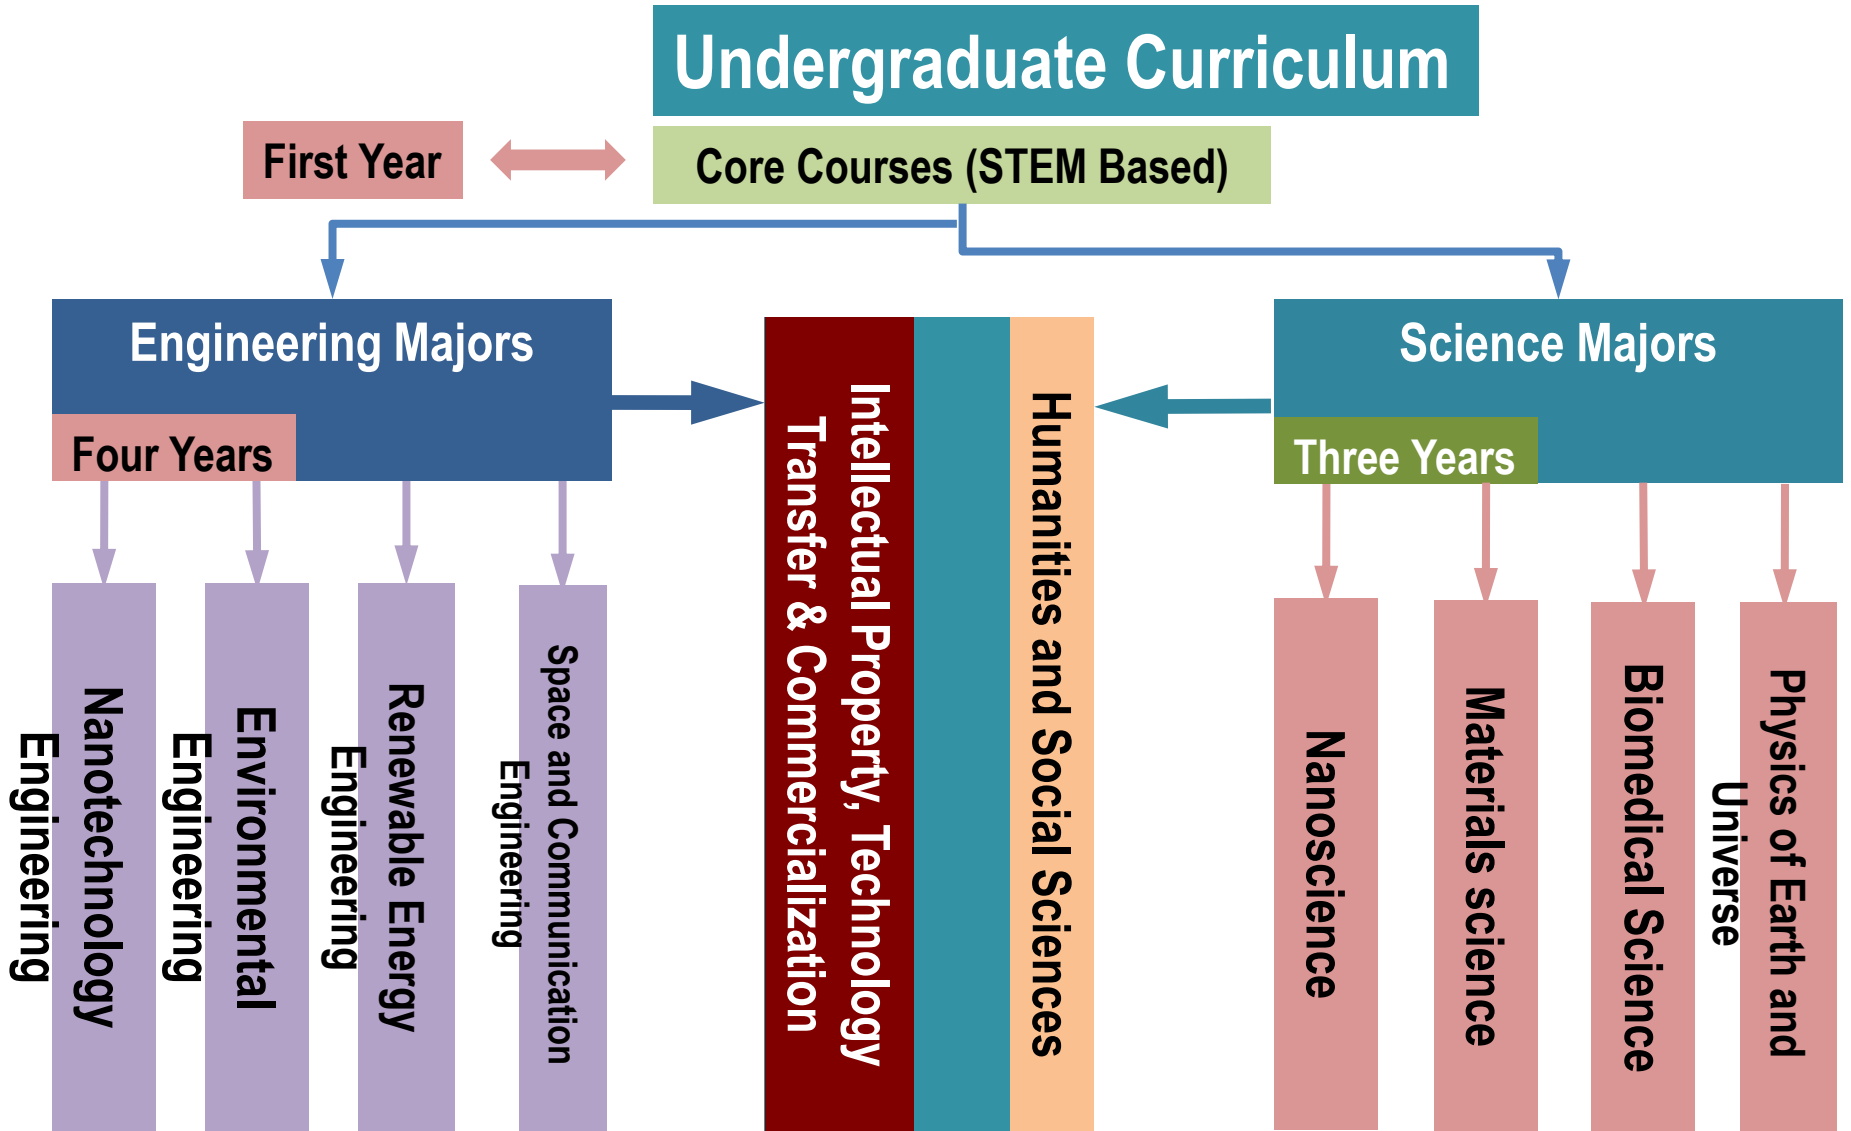 Undergraduate Curriculum
First Year
Core Courses (STEM Based)
Engineering Majors
Four Years
Science Majors
Three Years
Nanotechnology
Engineering
Environmental
Engineering
Renewable Energy
Engineering
Space and Communication
Engineering
Intellectual Property, Technology
Transfer & Commercialization
Humanities and Social Sciences
Nanoscience
Materials science
Biomedical Science
Physics of Earth and
Universe